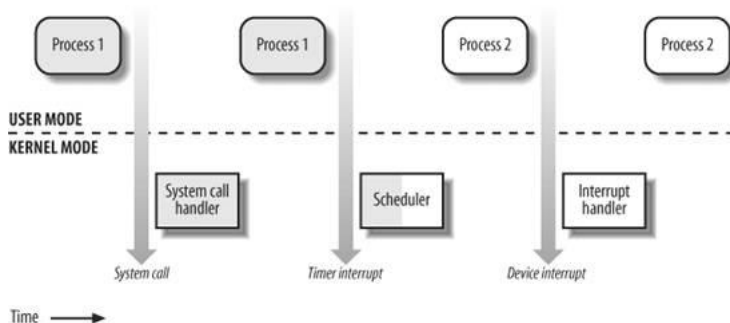 Process 1
Process 1
Process 2
Process 2
USER MODE
KERNEL MODE
System call
handler
Scheduler
Interrupt
handler
System call
Timer interrupt
Device interrupt
Time